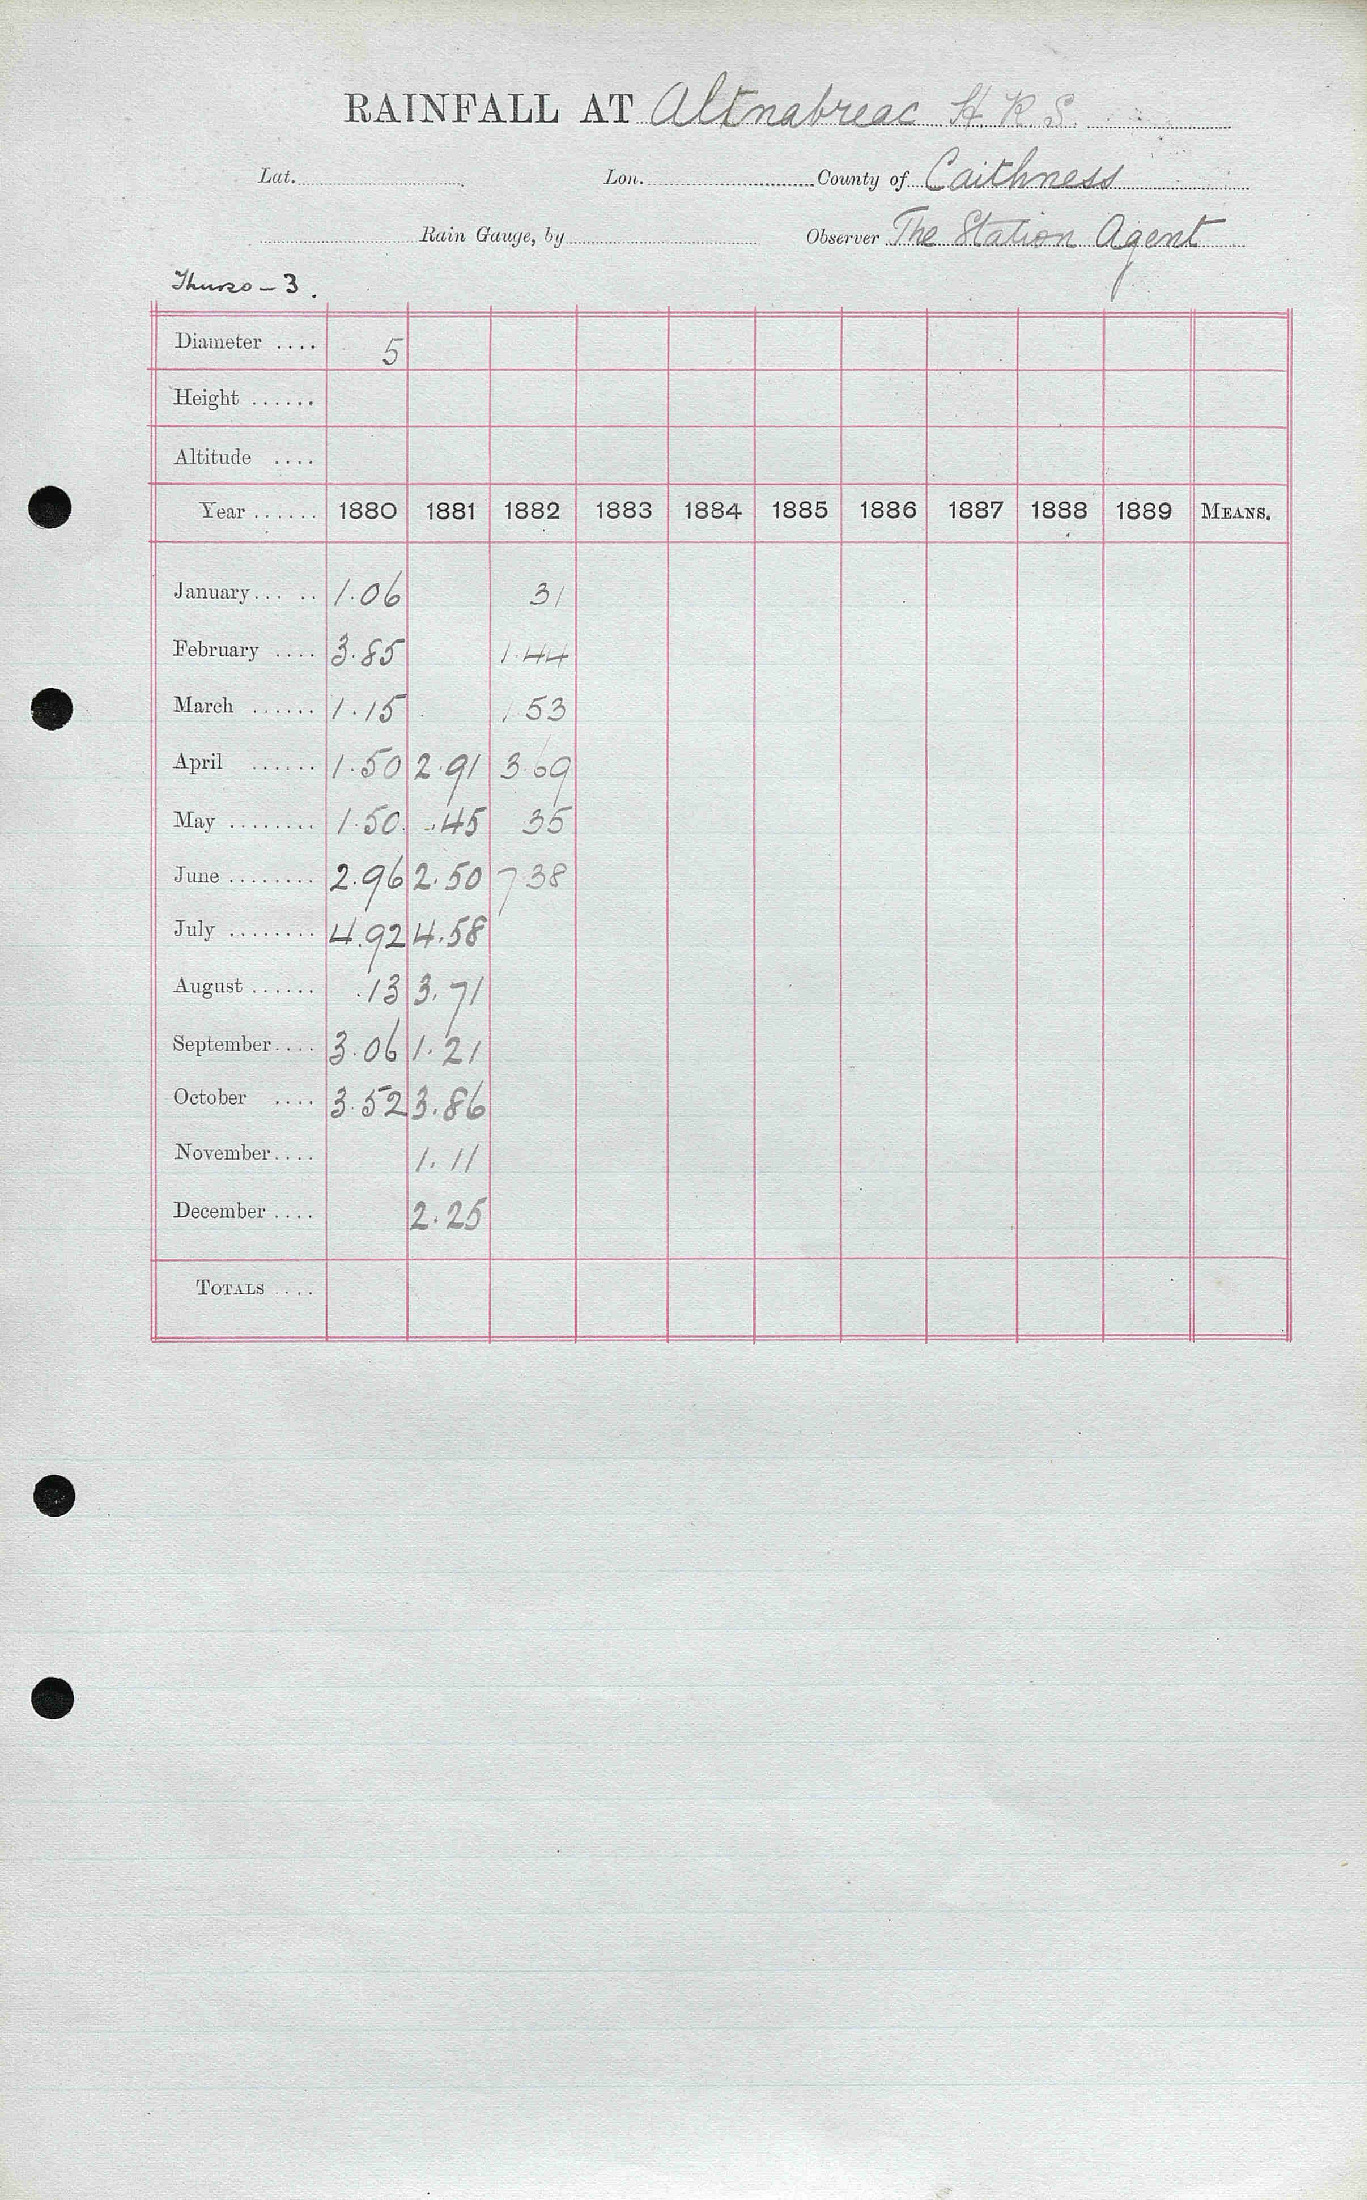 RAINFALL AT Altnabreac H.R.S.
Lat. Lon. County of Caithness
Rain Gauge, by Observer The Station Agent
Thurso - 3.
Diameter .... 5
Height ......
Altitude ....
Year ...... 1880 1881 1882 1883 1884 1885 1886 1887 1888 1889 MEANS.
January... .. 1.06 31
February .... 3.85 1.44
March ...... 1.15 1.53
April ...... 1.50 2.91 3.69
May ........ 1.50 .45 35
June ........ 2.96 2.50 7.38
July ........ 4.92 4.58
August ...... .13 3.71
September.... 3.06 1.21
October .... 3.52 3.86
November.... 1.11
December .... 2.25
TOTALS ....